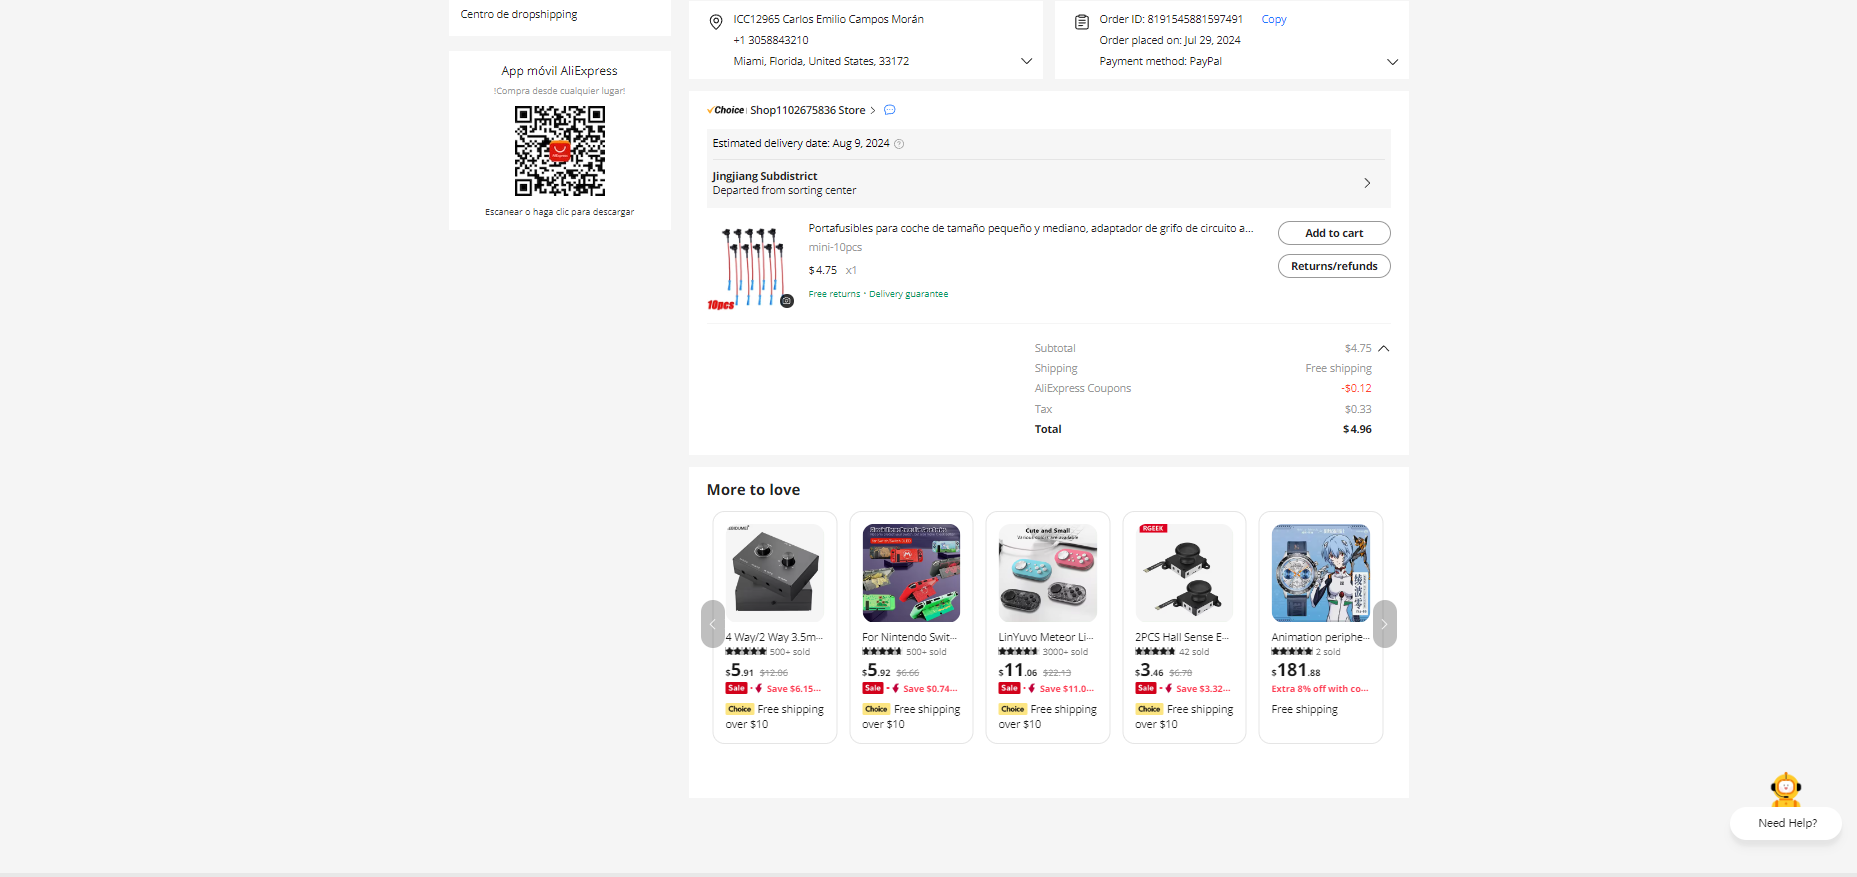 Centro de dropshipping
App móvil AliExpress
!Compra desde cualquier lugar!
Escanear o haga clic para descargar
ICC12965 Carlos Emilio Campos Morán
+1 3058843210
Miami, Florida, United States, 33172
Order ID: 8191545881597491 Copy
Order placed on: Jul 29, 2024
Payment method: PayPal
Choice Shop1102675836 Store
Estimated delivery date: Aug 9, 2024
Jingjiang Subdistrict
Departed from sorting center
Portafusibles para coche de tamaño pequeño y mediano, adaptador de grifo de circuito a...
mini-10pcs
$4.75 x1
Free returns · Delivery guarantee
10pcs
Add to cart
Returns/refunds
Subtotal $4.75
Shipping Free shipping
AliExpress Coupons -$0.12
Tax $0.33
Total $4.96
More to love
4 Way/2 Way 3.5m...
500+ sold
$5.91 $12.06
Sale Save $6.15...
Choice Free shipping
over $10
For Nintendo Swit...
500+ sold
$5.92 $6.66
Sale Save $0.74...
Choice Free shipping
over $10
Cute and Small
LinYuvo Meteor Li...
3000+ sold
$11.06 $22.13
Sale Save $11.0...
Choice Free shipping
over $10
RGEEK
2PCS Hall Sense E...
42 sold
$3.46 $6.78
Sale Save $3.32...
Choice Free shipping
over $10
Animation periphe...
2 sold
$181.88
Extra 8% off with co...
Free shipping
Need Help?